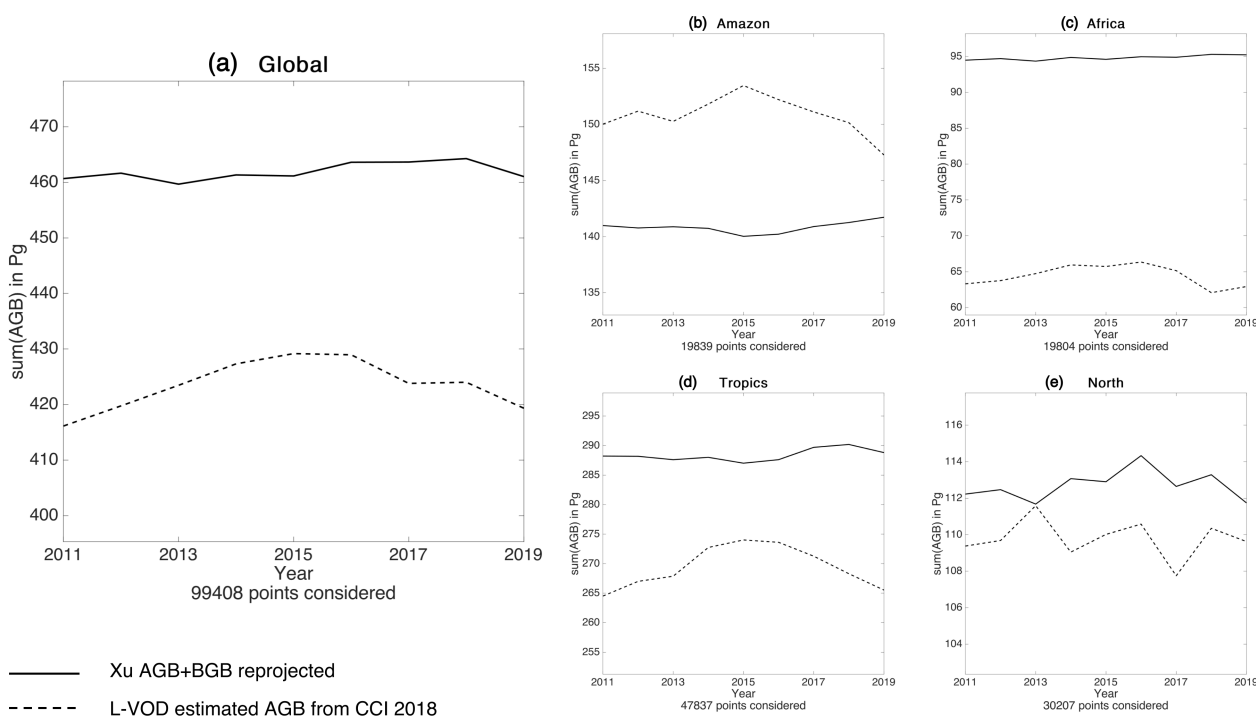 (a) Global
sum(AGB) in Pg
470
460
450
440
430
420
410
400
2011 2013 2015 2017 2019
Year
99408 points considered
(b) Amazon
sum(AGB) in Pg
155
150
145
140
135
2011 2013 2015 2017 2019
Year
19839 points considered
(c) Africa
sum(AGB) in Pg
95
90
85
80
75
70
65
60
2011 2013 2015 2017 2019
Year
19804 points considered
(d) Tropics
sum(AGB) in Pg
295
290
285
280
275
270
265
260
255
2011 2013 2015 2017 2019
Year
47837 points considered
(e) North
sum(AGB) in Pg
116
114
112
110
108
106
104
2011 2013 2015 2017 2019
Year
30207 points considered
Xu AGB+BGB reprojected
L-VOD estimated AGB from CCI 2018